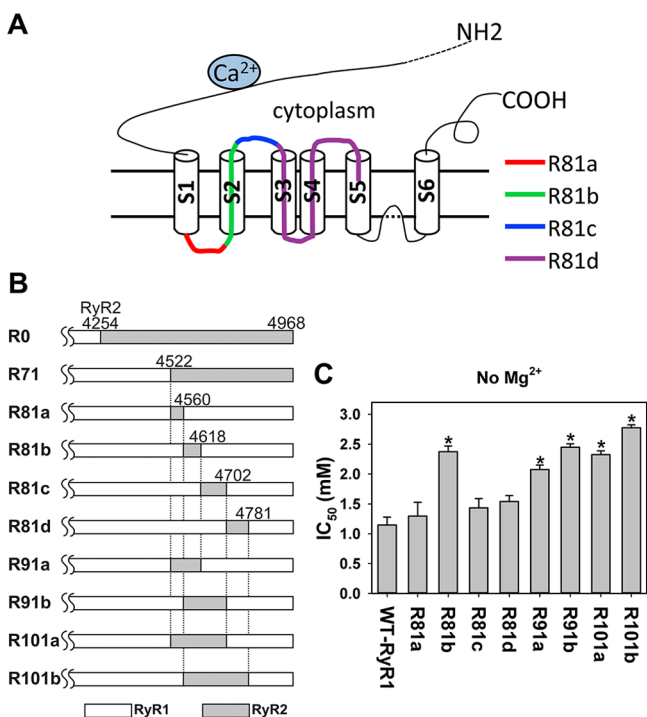 A
NH2
Ca²⁺
cytoplasm
COOH
S1 S2 S3 S4 S5 S6
R81a
R81b
R81c
R81d
B
RyR2
4254 4968
R0
4522
R71
4560
R81a
4618
R81b
4702
R81c
4781
R81d
R91a
R91b
R101a
R101b
RyR1 RyR2
C
No Mg²⁺
IC₅₀ (mM)
3.0
2.5
2.0
1.5
1.0
0.5
0.0
* * * * *
WT-RyR1
R81a
R81b
R81c
R81d
R91a
R91b
R101a
R101b